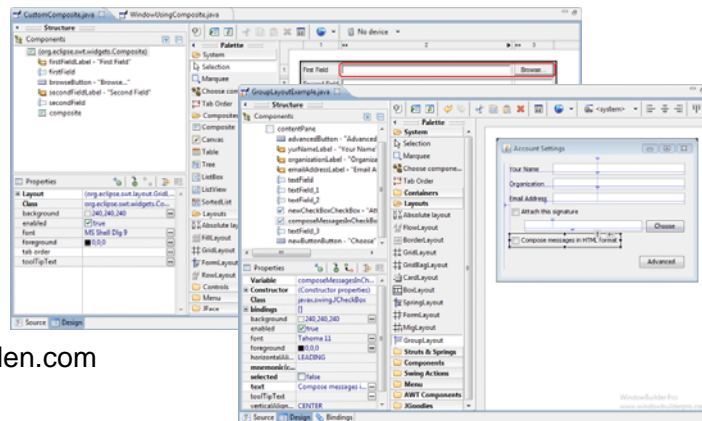 CustomComposite.java
WindowUsingComposite.java
Structure
Components
(org.eclipse.swt.widgets.Composite)
firstFieldLabel - "First Field"
firstField
browseButton - "Browse..."
secondFieldLabel - "Second Field"
secondField
composite
Properties
Layout (org.eclipse.swt.layout.GridL...
Class org.eclipse.swt.widgets.Co...
background 240,240,240
enabled true
font MS Shell Dlg 9
foreground 0,0,0
tab order
toolTipText
Source Design
Palette
System
Selection
Marquee
Choose com
Tab Order
Composites
Composite
Canvas
Table
Tree
ListBox
ListView
SortedList
Layouts
Absolute lay
FillLayout
GridLayout
FormLayout
RowLayout
Controls
Menu
JFace
No device
First Field
Browse...
den.com
GroupLayoutExample.java
Structure
Components
contentPane
advancedButton - "Advanced
yurNameLabel - "Your Name"
organizationLabel - "Organiza
emailAddressLabel - "Email A
textField
textField_1
textField_2
newCheckBoxCheckBox - "Att
composeMessagesInCheckBo
textField_3
newButtonButton - "Choose"
Properties
Variable composeMessagesInCh...
Constructor (Constructor properties)
Class javax.swing.JCheckBox
bindings []
background 240,240,240
enabled true
font Tahoma 11
foreground 0,0,0
horizontalAli... LEADING
mnemonic(c...
selected false
text Compose messages i...
toolTipText
verticalAlign... CENTER
Source Design Bindings
Palette
System
Selection
Marquee
Choose compone...
Tab Order
Containers
Layouts
Absolute layout
FlowLayout
BorderLayout
GridLayout
GridBagLayout
CardLayout
BoxLayout
SpringLayout
FormLayout
MigLayout
GroupLayout
Struts & Springs
Components
Swing Actions
Menu
AWT Components
JGoodies
<system>
Account Settings
Your Name
Organization
Email Address
Attach this signature
Choose
Compose messages in HTML format
Advanced
WindowBuilder Pro
www.windowbuilderpro.com